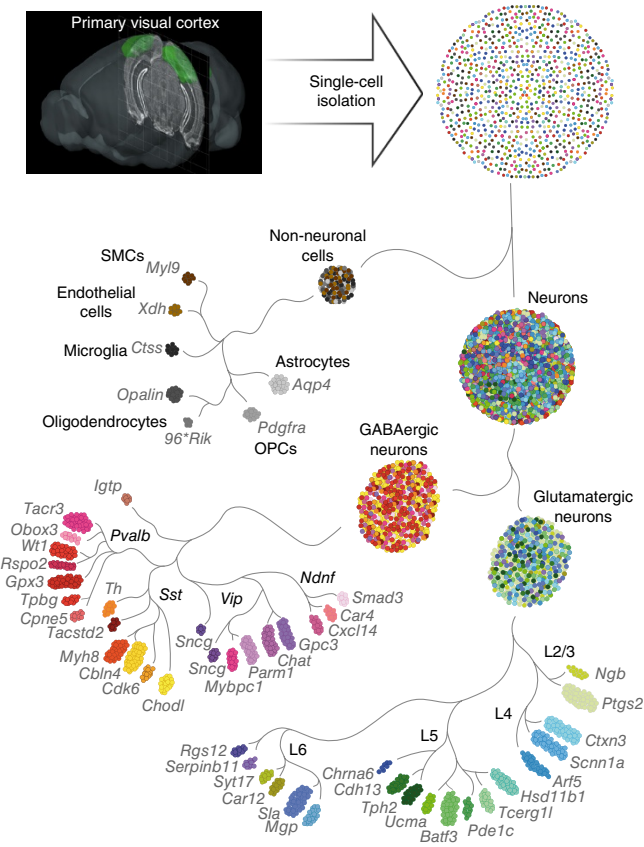 Primary visual cortex
Single-cell
isolation
Non-neuronal
cells
SMCs
Myl9
Endothelial
cells
Xdh
Neurons
Microglia Ctss
Astrocytes
Aqp4
Opalin
Oligodendrocytes
96*Rik
Pdgfra
OPCs
GABAergic
neurons
Glutamatergic
neurons
Igtp
Tacr3
Obox3
Pvalb
Wt1
Rspo2
Gpx3
Tpbg
Cpne5
Th
Tacstd2
Sst
Vip
Ndnf
Smad3
Car4
Cxcl14
Gpc3
Chat
Parm1
Mybpc1
Sncg
Sncg
Myh8
Cbln4
Cdk6
Chodl
L2/3
Ngb
Ptgs2
L4
Ctxn3
Scnn1a
Arf5
L5
Hsd11b1
Tcerg1l
Pde1c
Batf3
Ucma
Tph2
Cdh13
Chrna6
L6
Rgs12
Serpinb11
Syt17
Car12
Sla
Mgp